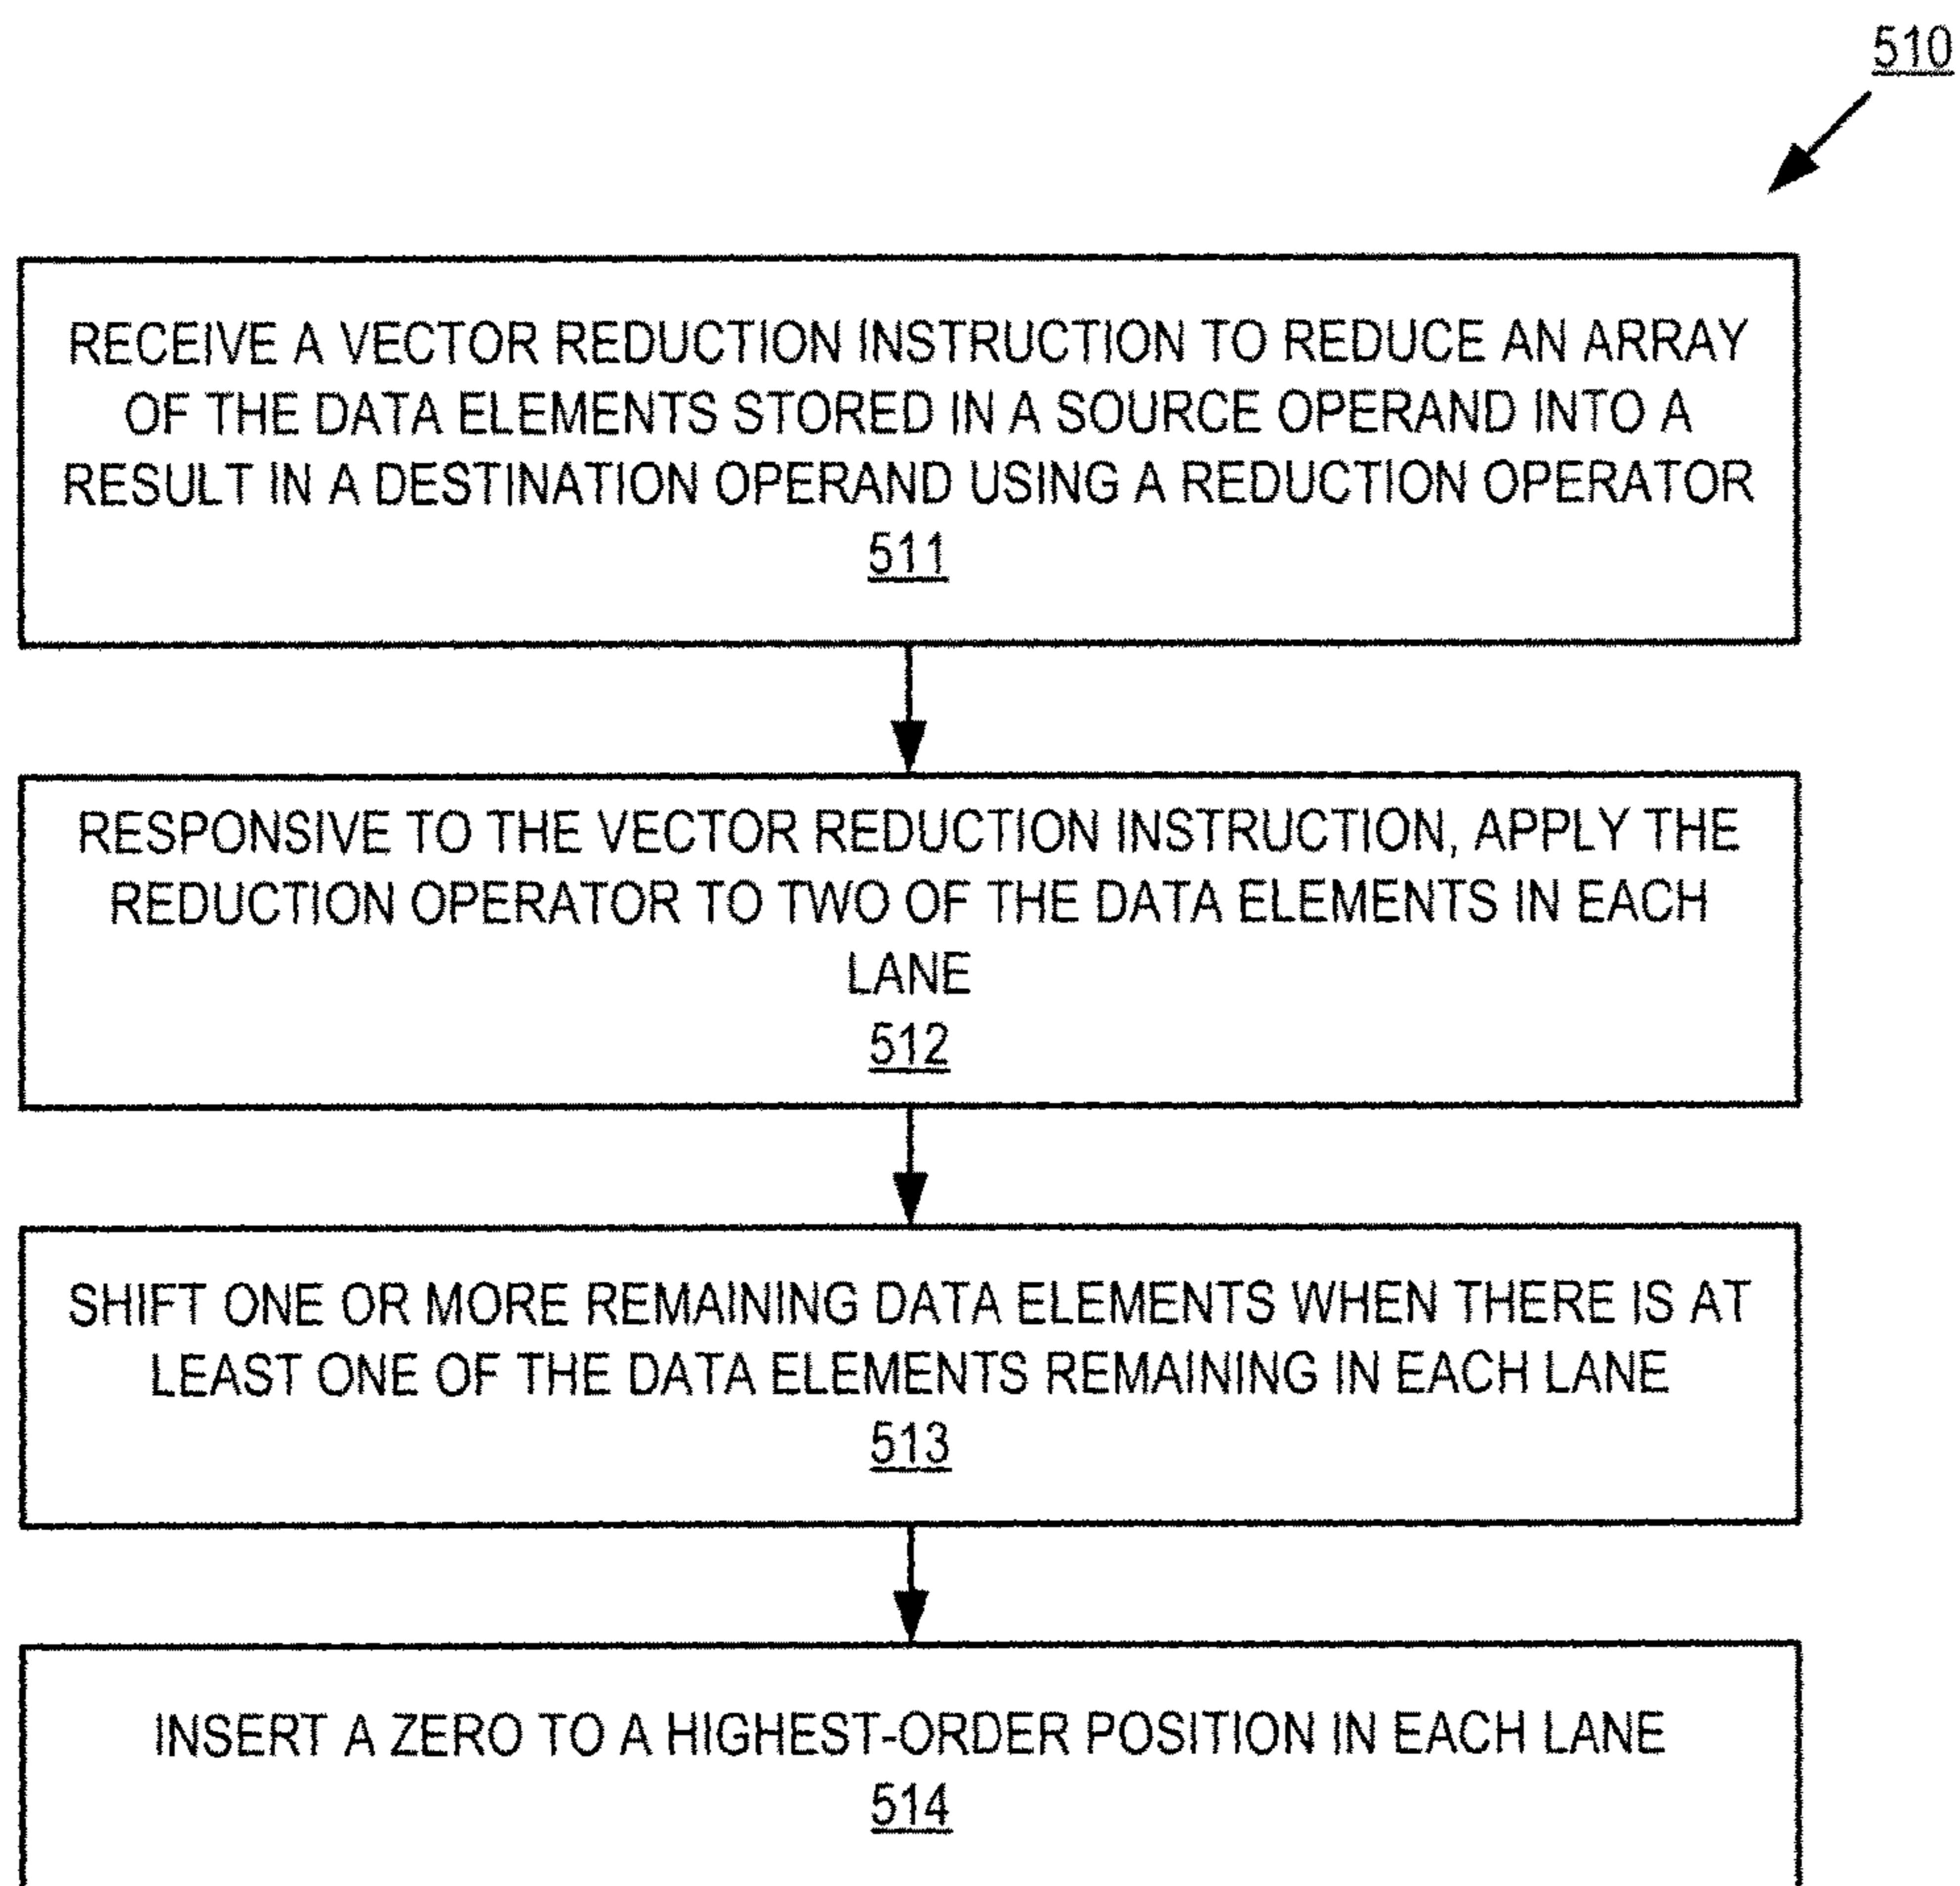 510
RECEIVE A VECTOR REDUCTION INSTRUCTION TO REDUCE AN ARRAY
OF THE DATA ELEMENTS STORED IN A SOURCE OPERAND INTO A
RESULT IN A DESTINATION OPERAND USING A REDUCTION OPERATOR
511
RESPONSIVE TO THE VECTOR REDUCTION INSTRUCTION, APPLY THE
REDUCTION OPERATOR TO TWO OF THE DATA ELEMENTS IN EACH
LANE
512
SHIFT ONE OR MORE REMAINING DATA ELEMENTS WHEN THERE IS AT
LEAST ONE OF THE DATA ELEMENTS REMAINING IN EACH LANE
513
INSERT A ZERO TO A HIGHEST-ORDER POSITION IN EACH LANE
514